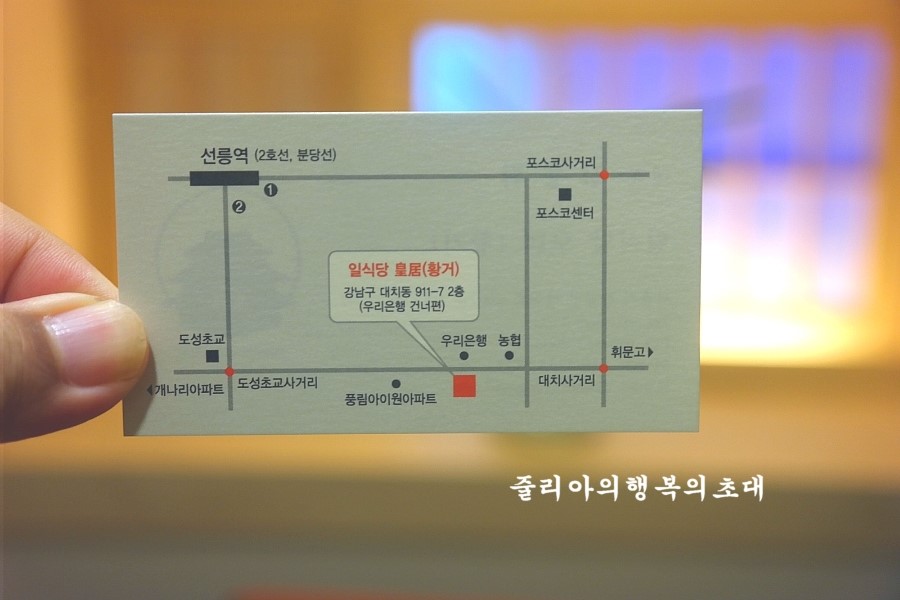 선릉역 (2호선, 분당선)
포스코사거리
❶
❷
포스코센터
일식당 皇居(황거)
강남구 대치동 911-7 2층
(우리은행 건너편)
도성초교
우리은행
농협
휘문고
개나리아파트
도성초교사거리
풍림아이원아파트
대치사거리
줄리아의행복의초대